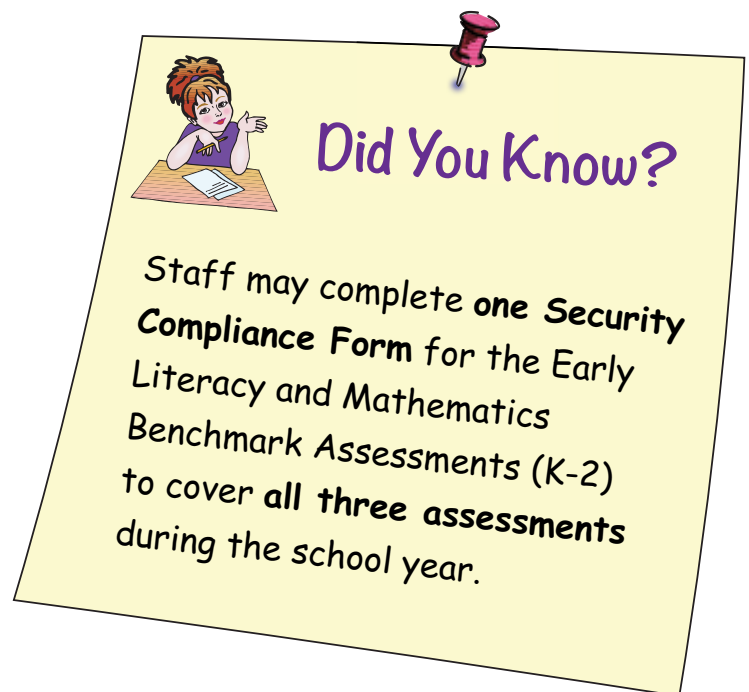 Did You Know?
Staff may complete one Security
Compliance Form for the Early
Literacy and Mathematics
Benchmark Assessments (K-2)
to cover all three assessments
during the school year.